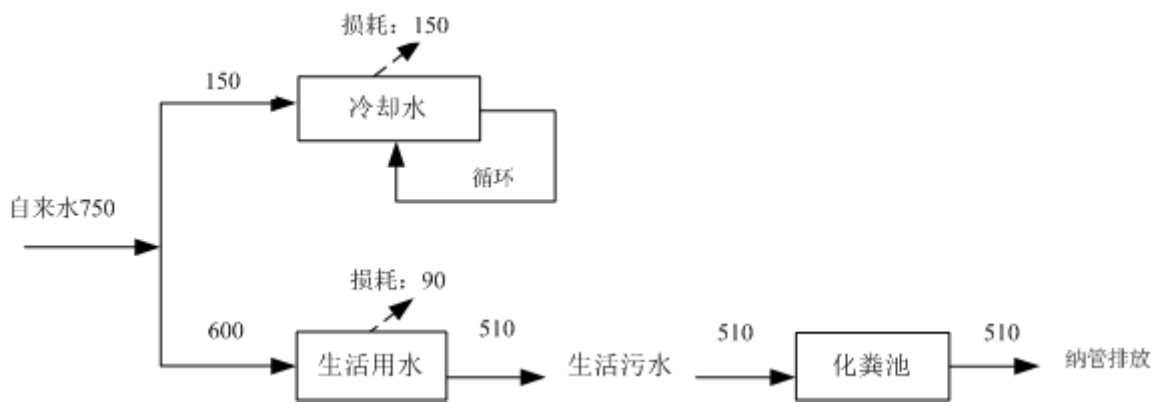 损耗：150
150
冷却水
循环
自来水750
损耗：90
600
生活用水
510
生活污水
510
化粪池
510
纳管排放